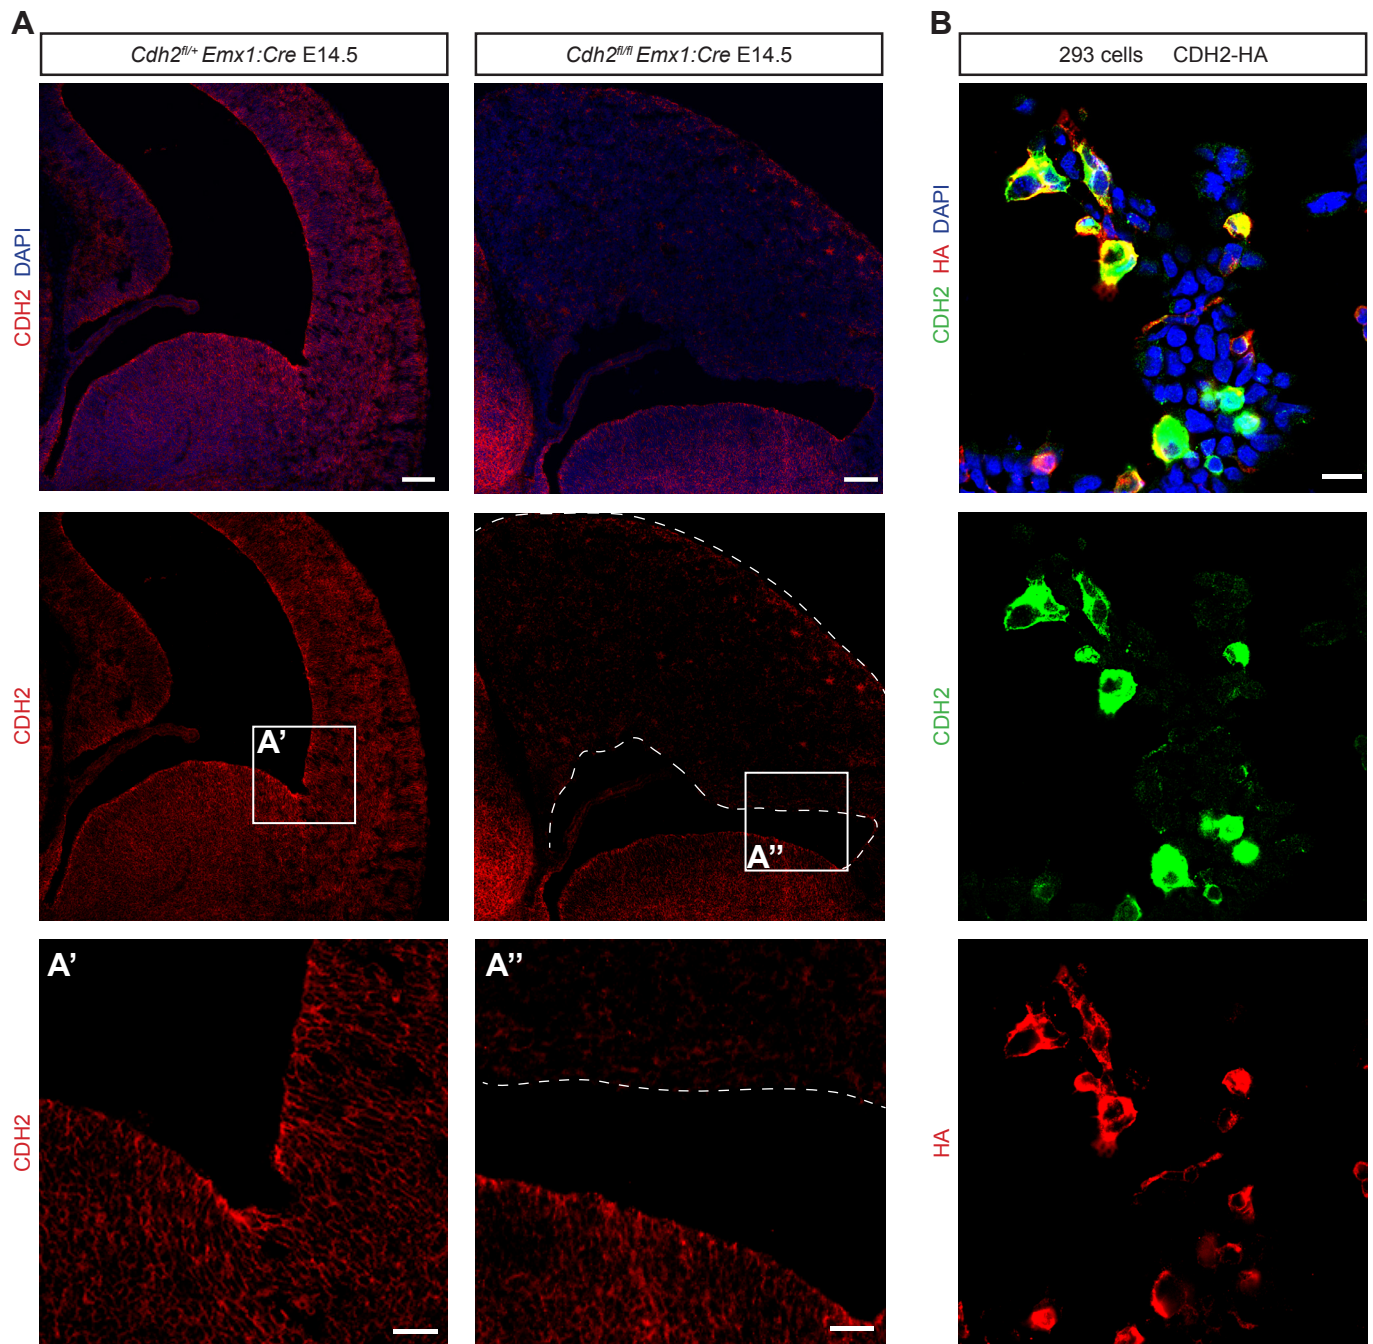 A
B
Cdh2fl/+ Emx1:Cre E14.5
Cdh2fl/fl Emx1:Cre E14.5
293 cells CDH2-HA
CDH2 DAPI
CDH2 HA DAPI
CDH2
A'
A''
CDH2
CDH2
A'
A''
HA